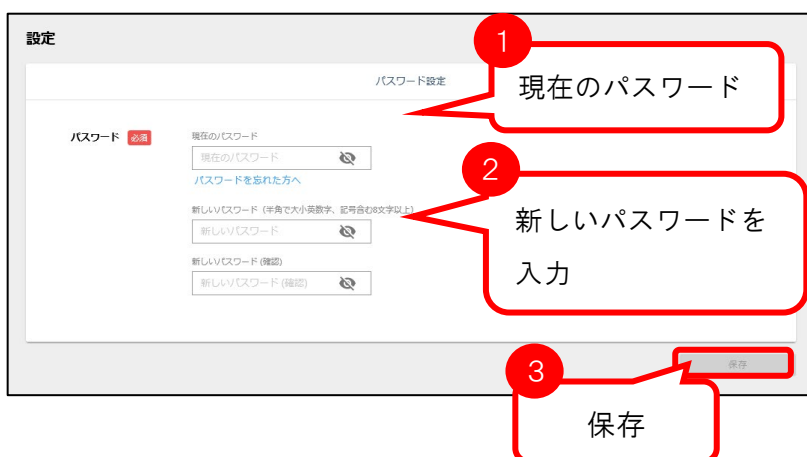 設定
パスワード設定
1
現在のパスワード
パスワード 必須
現在のパスワード
現在のパスワード
パスワードを忘れた方へ
2
新しいパスワードを
入力
新しいパスワード (半角で大小英数字、記号含む8文字以上)
新しいパスワード
新しいパスワード (確認)
新しいパスワード (確認)
保存
3
保存